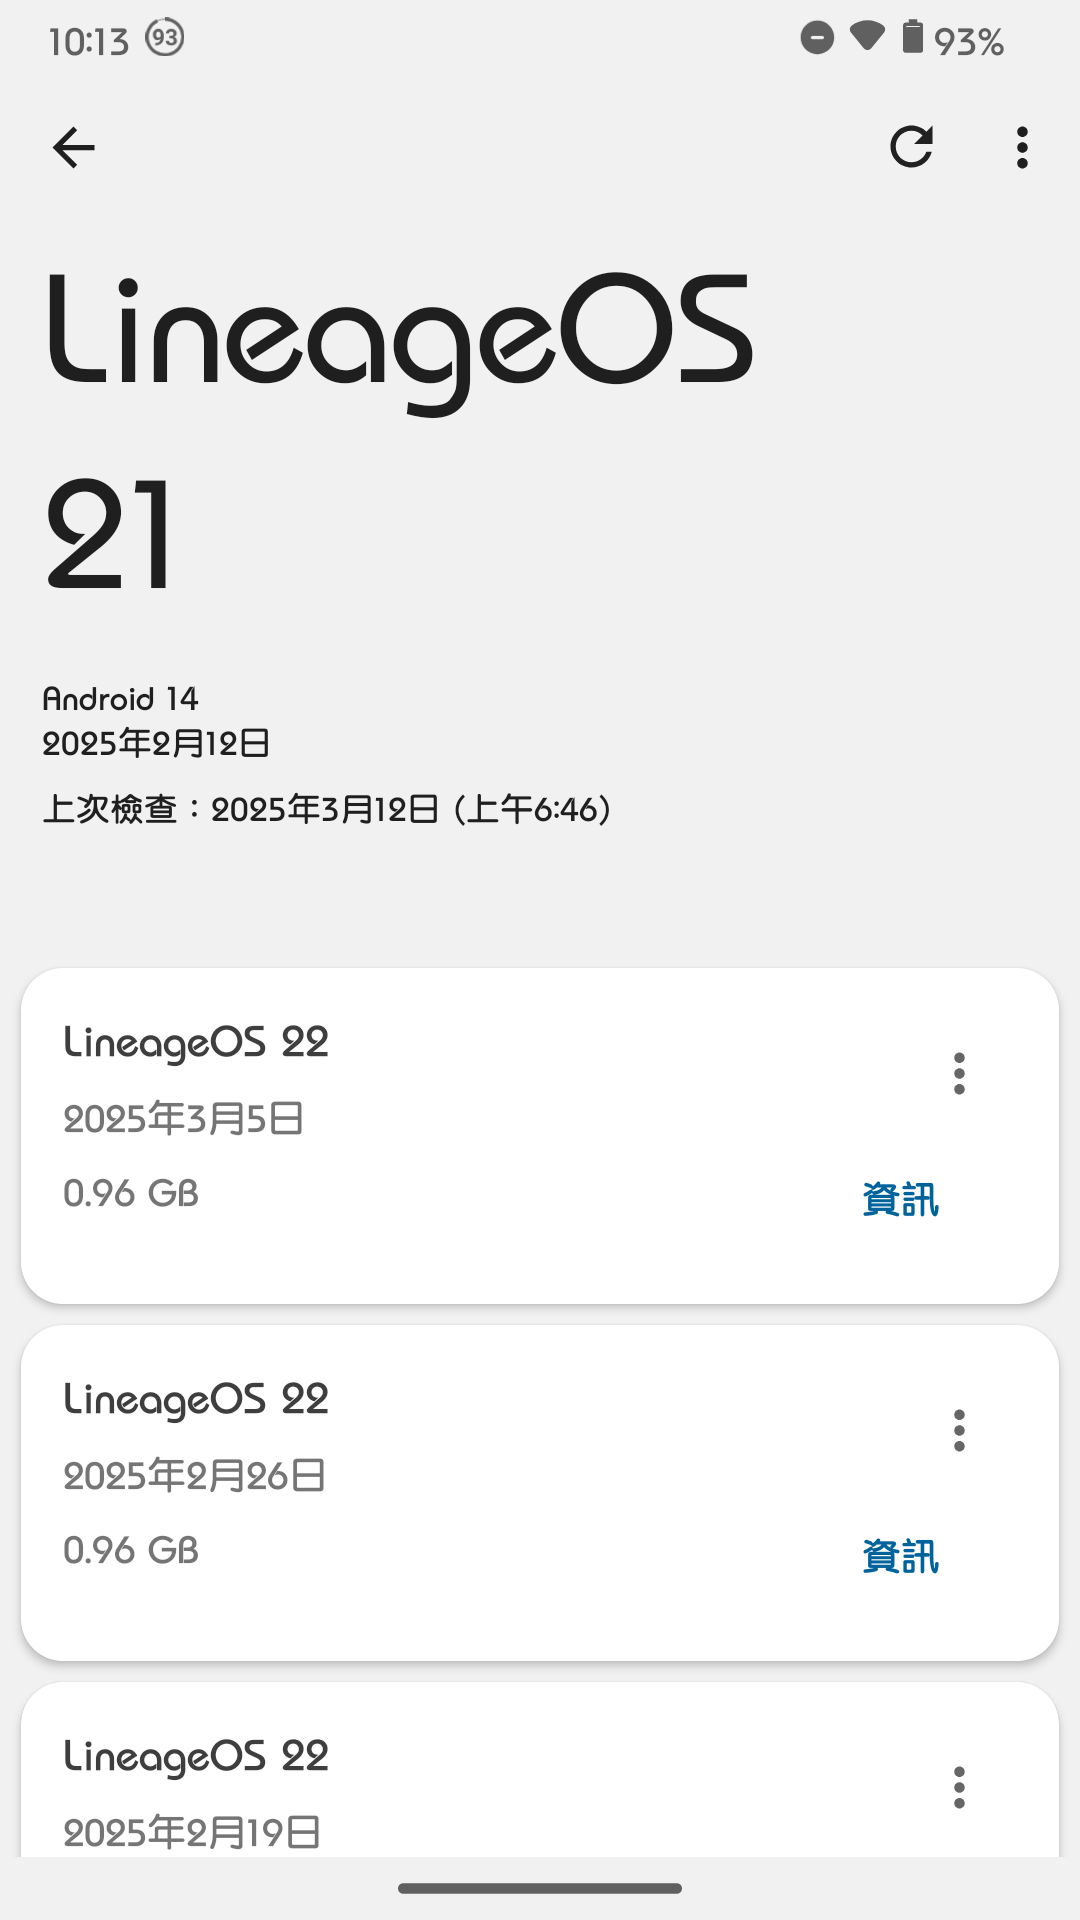 10:13 93 93%
LineageOS
21
Android 14
2025年2月12日
上次檢查：2025年3月12日 (上午6:46)
LineageOS 22
2025年3月5日
0.96 GB
資訊
LineageOS 22
2025年2月26日
0.96 GB
資訊
LineageOS 22
2025年2月19日